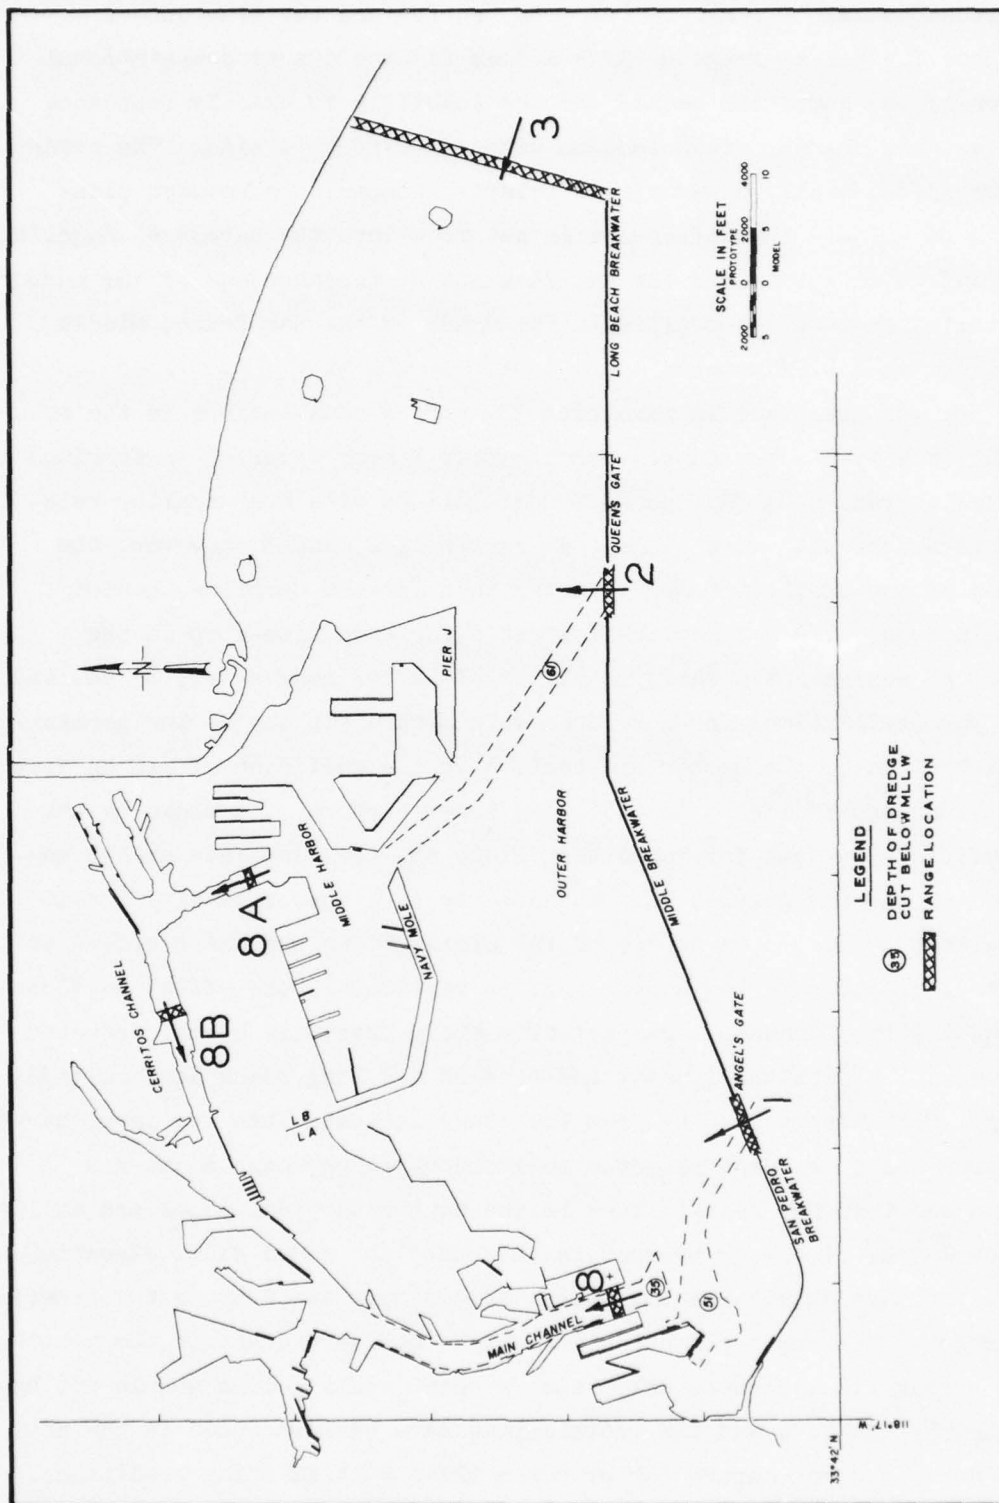 3
-N-
LONG BEACH BREAKWATER
SCALE IN FEET
PROTOTYPE
2000 0 2000 4000
5 0 5 10
MODEL
QUEENS GATE
2
PIER J
61
MIDDLE HARBOR
OUTER HARBOR
MIDDLE BREAKWATER
NAVY MOLE
8A
CERRITOS CHANNEL
8B
LB
LA
ANGEL'S GATE
1
SAN PEDRO
BREAKWATER
8
35
51
MAIN CHANNEL
LEGEND
35 DEPTH OF DREDGE
CUT BELOW MLLW
RANGE LOCATION
33°42' N
118°17' W